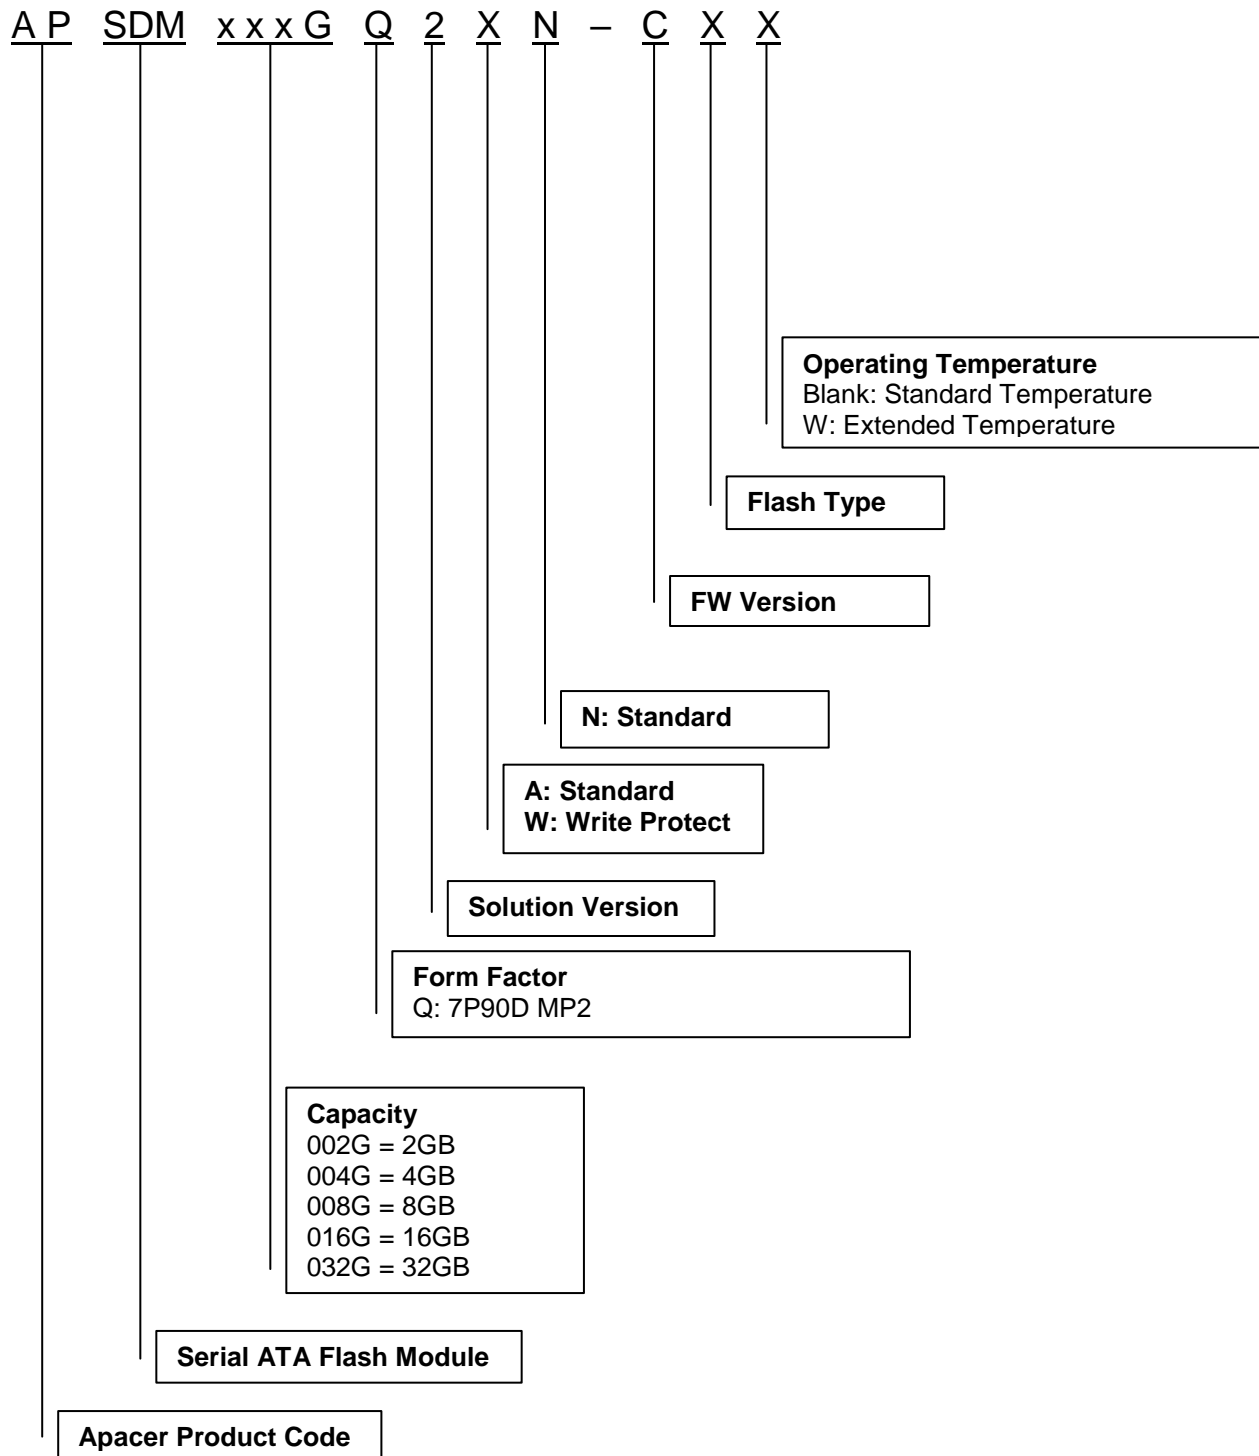 A P SDM x x x G Q 2 X N – C X X
Operating Temperature
Blank: Standard Temperature
W: Extended Temperature
Flash Type
FW Version
N: Standard
A: Standard
W: Write Protect
Solution Version
Form Factor
Q: 7P90D MP2
Capacity
002G = 2GB
004G = 4GB
008G = 8GB
016G = 16GB
032G = 32GB
Serial ATA Flash Module
Apacer Product Code